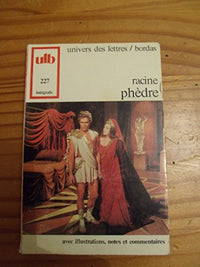 ulb
univers des lettres / bordas
227
intégrale
racine
phèdre
avec illustrations, notes et commentaires